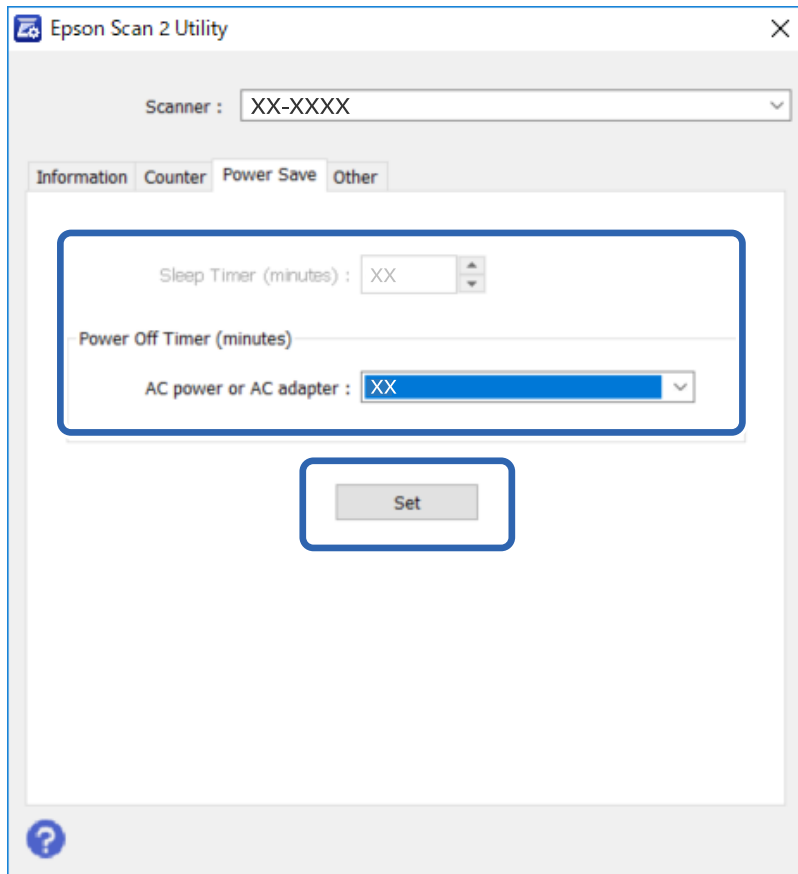 Epson Scan 2 Utility
Scanner : XX-XXXX
Information Counter Power Save Other
Sleep Timer (minutes) : XX
Power Off Timer (minutes)
AC power or AC adapter : XX
Set
?